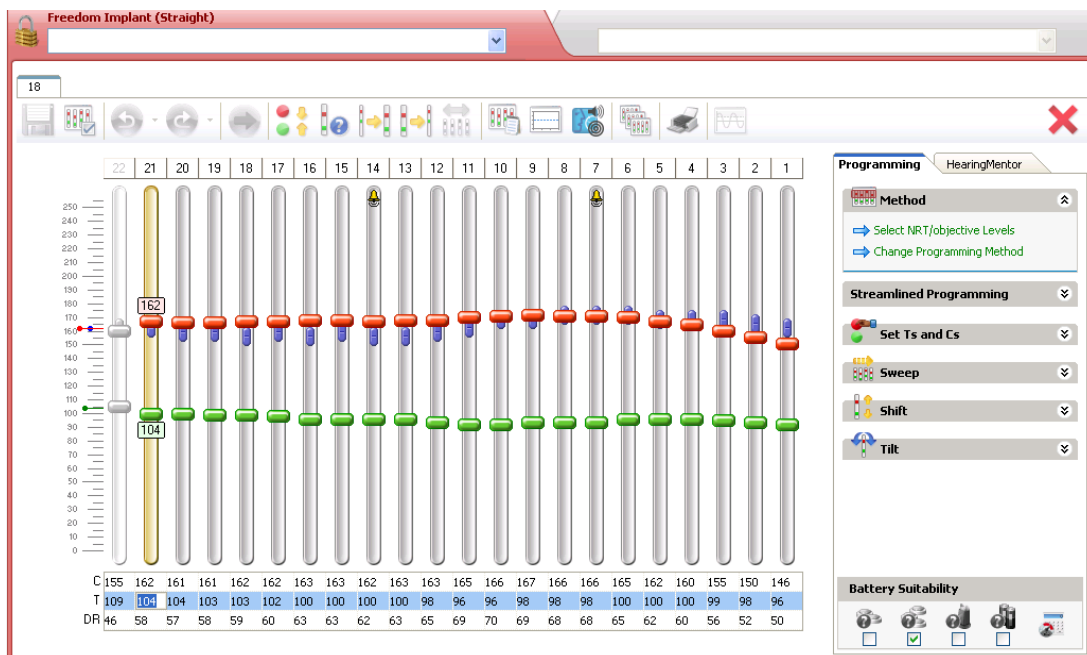 Freedom Implant (Straight)
18
22 21 20 19 18 17 16 15 14 13 12 11 10 9 8 7 6 5 4 3 2 1
250
240
230
220
210
200
190
180
170
160
150
140
130
120
110
100
90
80
70
60
50
40
30
20
10
0
162
104
C 155 162 161 161 162 162 163 163 162 163 163 165 166 167 166 166 165 162 160 155 150 146
T 109 104 104 103 103 102 100 100 100 100 98 96 96 98 98 98 100 100 100 99 98 96
DR 46 58 57 58 59 60 63 63 62 63 65 69 70 69 68 68 65 62 60 56 52 50
Programming HearingMentor
Method
Select NRT/objective Levels
Change Programming Method
Streamlined Programming
Set Ts and Cs
Sweep
Shift
Tilt
Battery Suitability